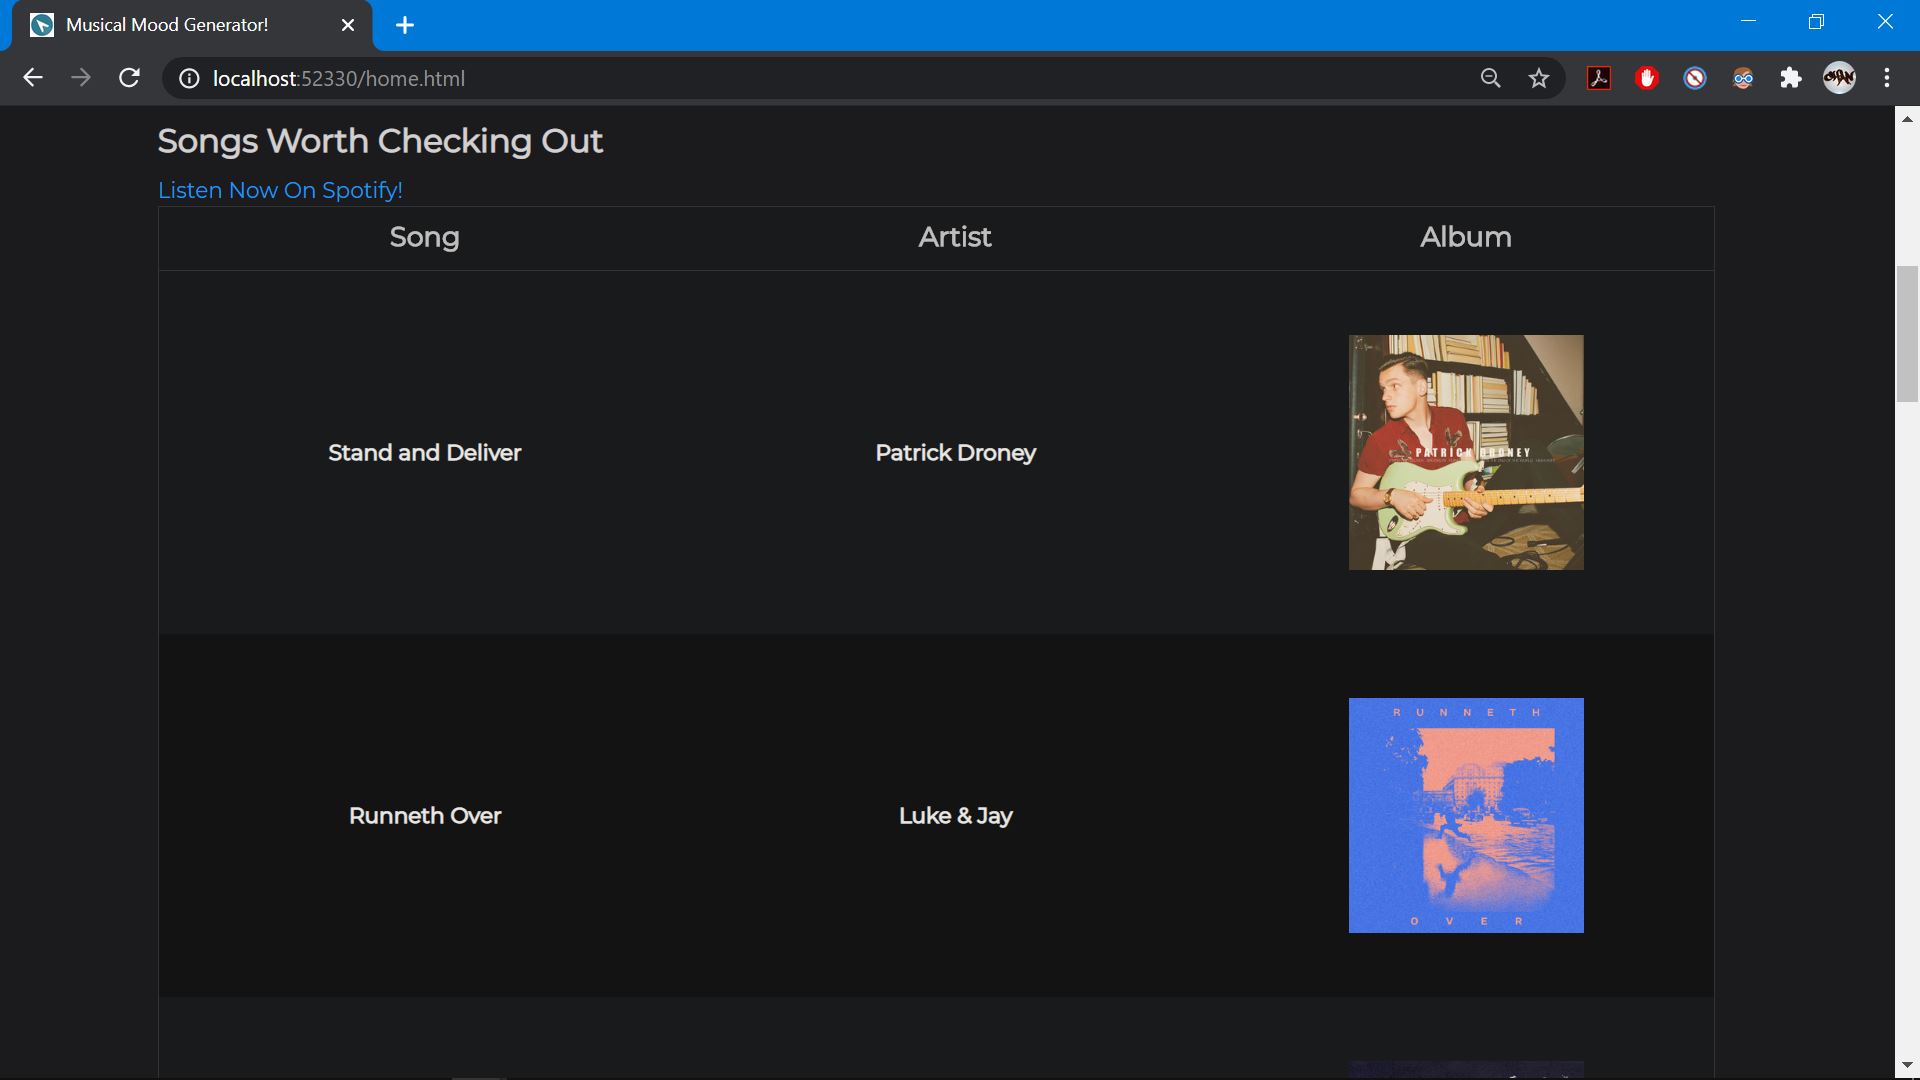 Musical Mood Generator!
localhost:52330/home.html
Songs Worth Checking Out
Listen Now On Spotify!
Song Artist Album
PATRICK DRONEY
Stand and Deliver Patrick Droney
RUNNETH
Runneth Over Luke & Jay
OVER